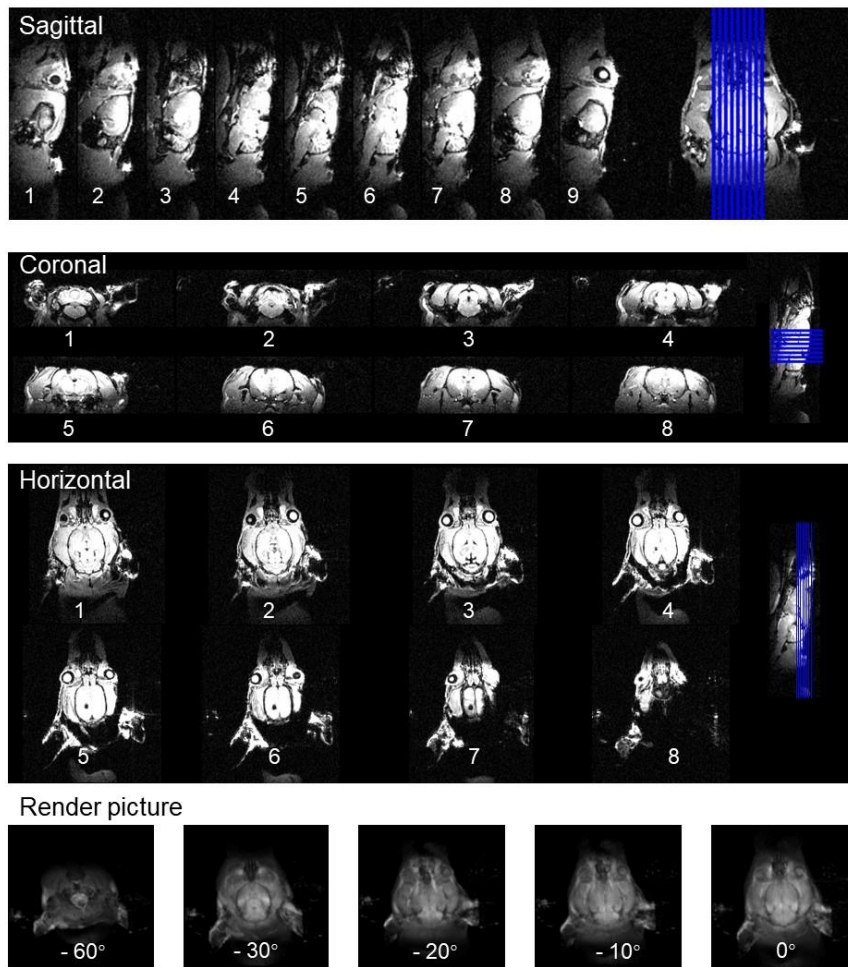 Sagittal
1 2 3 4 5 6 7 8 9
Coronal
1 2 3 4
5 6 7 8
Horizontal
1 2 3 4
5 6 7 8
Render picture
- 60° - 30° - 20° - 10° 0°